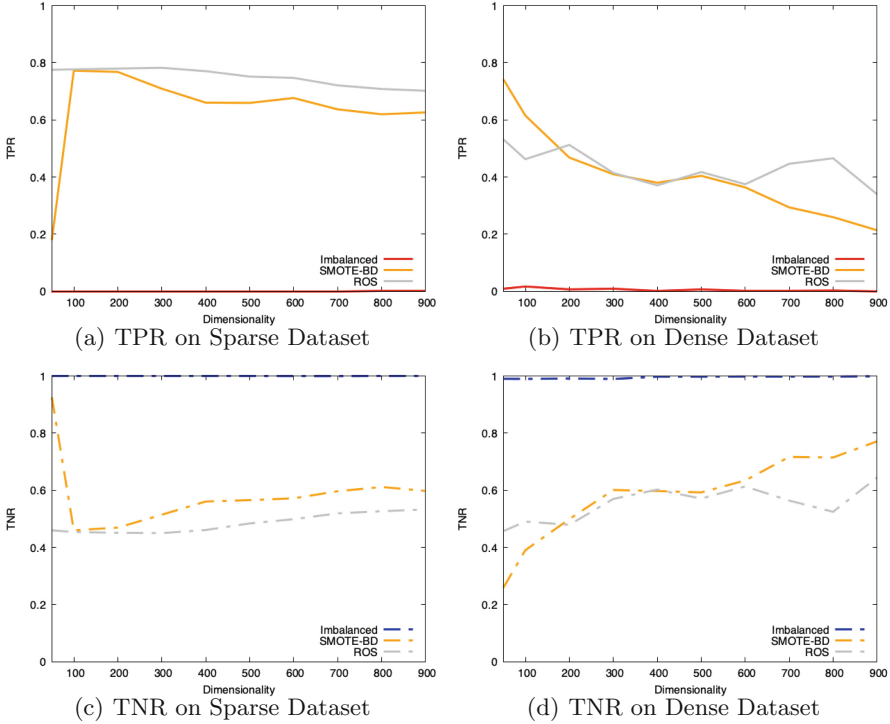 1
0.8
0.6
TPR
0.4
0.2
0
Imbalanced
SMOTE-BD
ROS
100 200 300 400 500 600 700 800 900
Dimensionality
(a) TPR on Sparse Dataset
1
0.8
0.6
TPR
0.4
0.2
0
Imbalanced
SMOTE-BD
ROS
100 200 300 400 500 600 700 800 900
Dimensionality
(b) TPR on Dense Dataset
1
0.8
0.6
TNR
0.4
0.2
0
Imbalanced
SMOTE-BD
ROS
100 200 300 400 500 600 700 800 900
Dimensionality
(c) TNR on Sparse Dataset
1
0.8
0.6
TNR
0.4
0.2
0
Imbalanced
SMOTE-BD
ROS
100 200 300 400 500 600 700 800 900
Dimensionality
(d) TNR on Dense Dataset